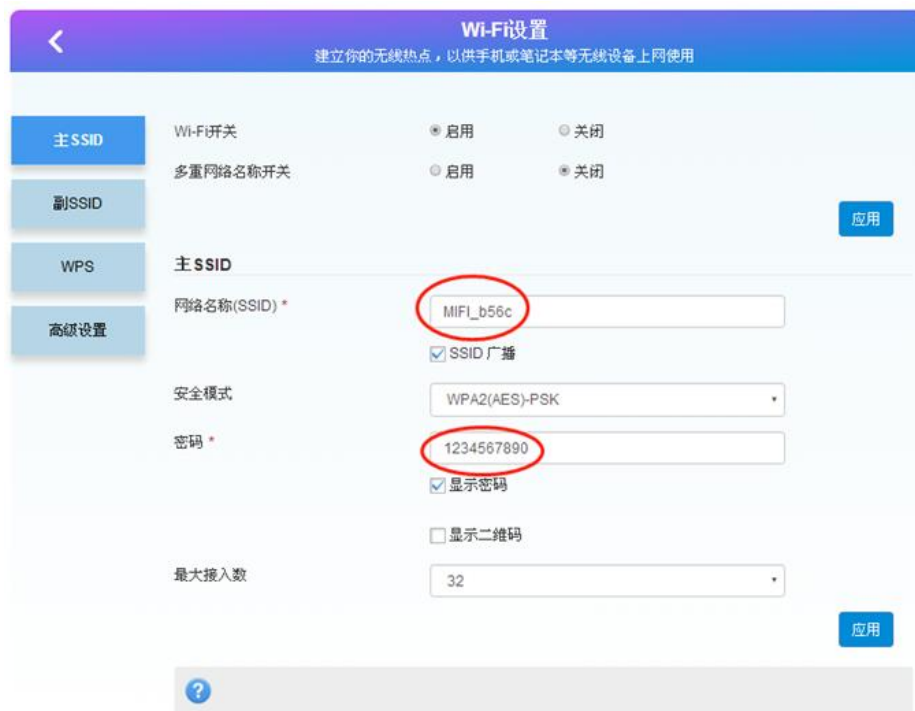 Wi-Fi设置
建立你的无线热点，以供手机或笔记本等无线设备上网使用
主SSID
副SSID
WPS
高级设置
Wi-Fi开关 启用 关闭
多重网络名称开关 启用 关闭
应用
主SSID
网络名称(SSID) * MIFI_b56c
SSID 广播
安全模式 WPA2(AES)-PSK
密码 * 1234567890
显示密码
显示二维码
最大接入数 32
应用
?